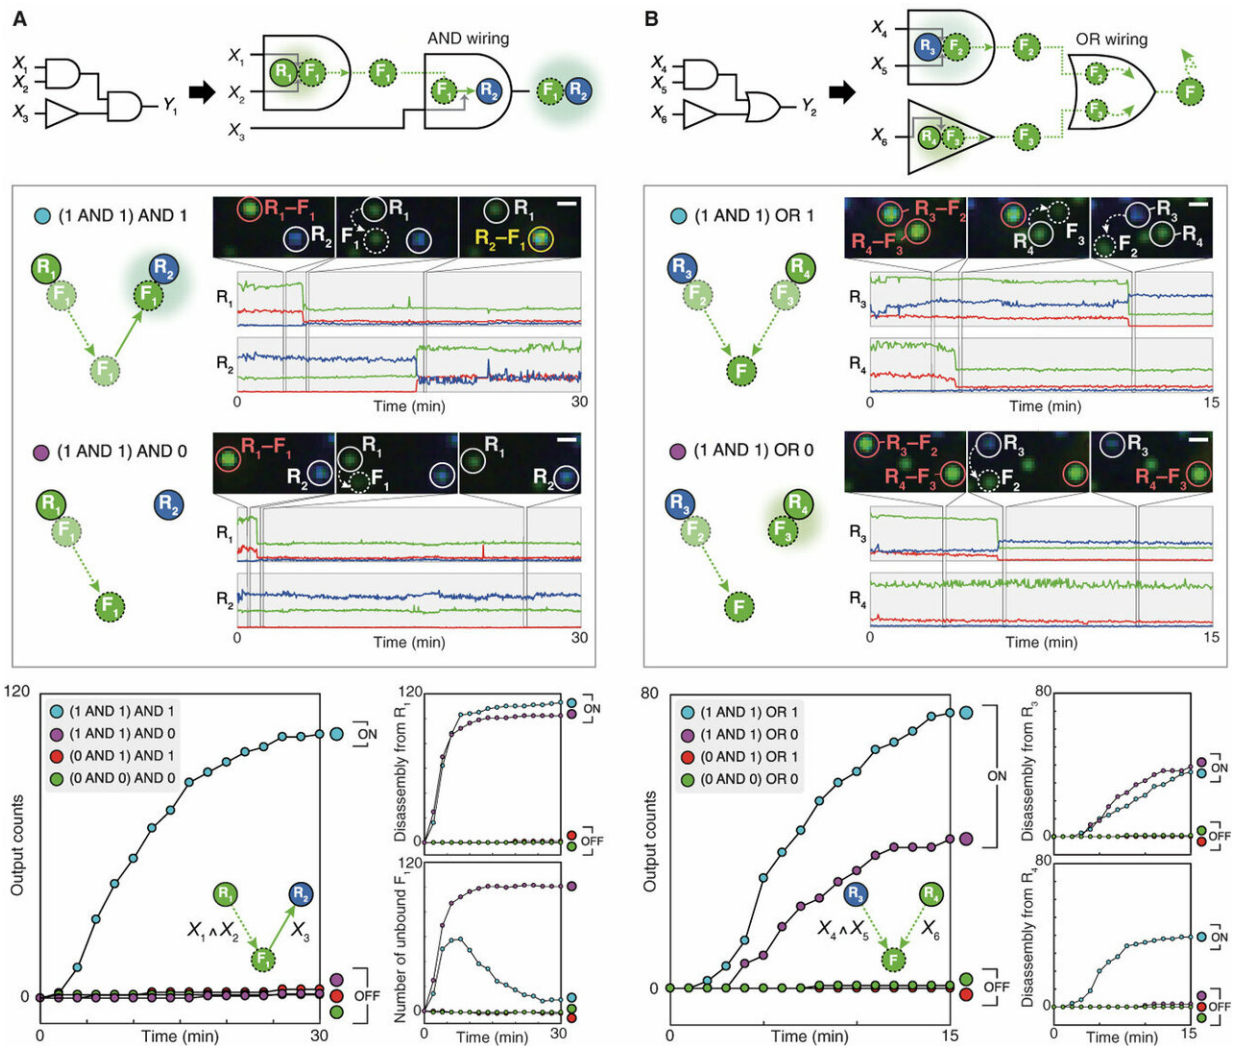 A
X1
X2
X3
Y1
X1
X2
X3
R1
F1
F1
AND wiring
F1
R2
F1
R2
(1 AND 1) AND 1
R1
F1
F1
F1
R2
R1–F1
R2
R1
F1
R1
R2–F1
R1
R2
0
Time (min)
30
(1 AND 1) AND 0
R1
F1
F1
R2
R1–F1
R2
R1
F1
R1
R2
R1
R2
0
Time (min)
30
120
Output counts
0
(1 AND 1) AND 1
(1 AND 1) AND 0
(0 AND 1) AND 1
(0 AND 0) AND 0
ON
R1
R2
X1 ∧ X2
X3
F1
OFF
0
Time (min)
30
120
Disassembly from R1
0
ON
OFF
120
Number of unbound F1
0
0
Time (min)
30
B
X4
X5
X6
Y2
X4
X5
R3
F2
F2
X6
R4
F3
F3
OR wiring
F2
F3
F
(1 AND 1) OR 1
R3
F2
R4
F3
F
R3–F2
R4–F3
R4
F3
F2
R3
R4
R3
R4
0
Time (min)
15
(1 AND 1) OR 0
R3
F2
R4
F3
F
R3–F2
R4–F3
R3
F2
R3
R4–F3
R3
R4
0
Time (min)
15
80
Output counts
0
(1 AND 1) OR 1
(1 AND 1) OR 0
(0 AND 1) OR 1
(0 AND 0) OR 0
ON
R3
R4
X4 ∧ X5
X6
F
OFF
0
Time (min)
15
80
Disassembly from R3
0
ON
OFF
80
Disassembly from R4
0
ON
OFF
0
Time (min)
15